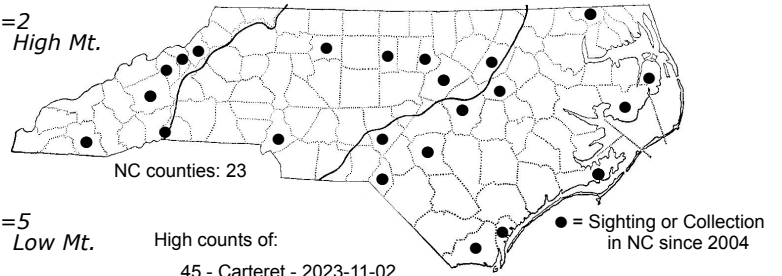 =2
High Mt.
NC counties: 23
=5
Low Mt.
High counts of:
45 - Carteret - 2023-11-02
● = Sighting or Collection
in NC since 2004